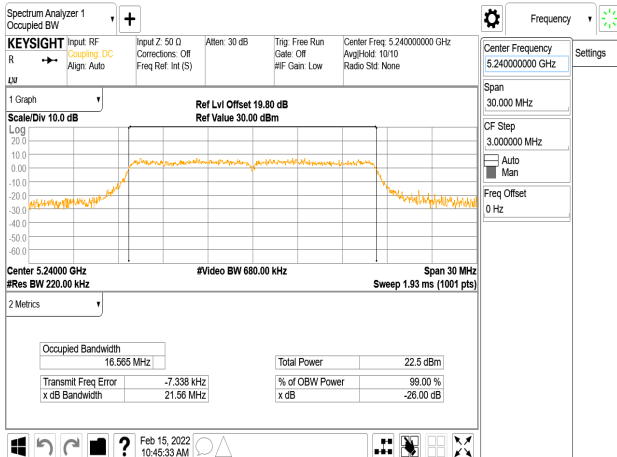 Spectrum Analyzer 1
Occupied BW
Frequency
KEYSIGHT Input: RF Input Z: 50 Ω Atten: 30 dB Trig: Free Run Center Freq: 5.240000000 GHz
R Coupling: DC Corrections: Off Gate: Off Avg|Hold: 10/10
Align: Auto Freq Ref: Int (S) #IF Gain: Low Radio Std: None
LXI
Center Frequency
5.240000000 GHz
Settings
Span
30.000 MHz
CF Step
3.000000 MHz
Auto
Man
Freq Offset
0 Hz
1 Graph
Ref Lvl Offset 19.80 dB
Scale/Div 10.0 dB Ref Value 30.00 dBm
Log
20.0
10.0
0.00
-10.0
-20.0
-30.0
-40.0
-50.0
-60.0
Center 5.24000 GHz #Video BW 680.00 kHz Span 30 MHz
#Res BW 220.00 kHz Sweep 1.93 ms (1001 pts)
2 Metrics
Occupied Bandwidth
16.565 MHz Total Power 22.5 dBm
Transmit Freq Error -7.338 kHz % of OBW Power 99.00 %
x dB Bandwidth 21.56 MHz x dB -26.00 dB
? Feb 15, 2022
10:45:33 AM